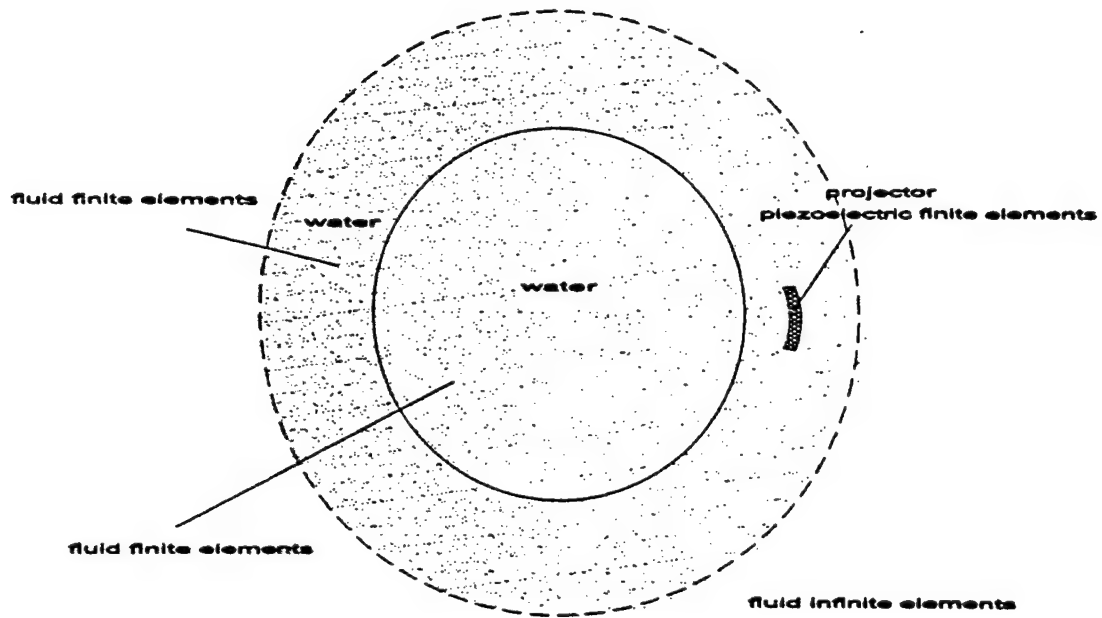 projector
fluid finite elements
piezoelectric finite elements
water
water
fluid finite elements
fluid infinite elements